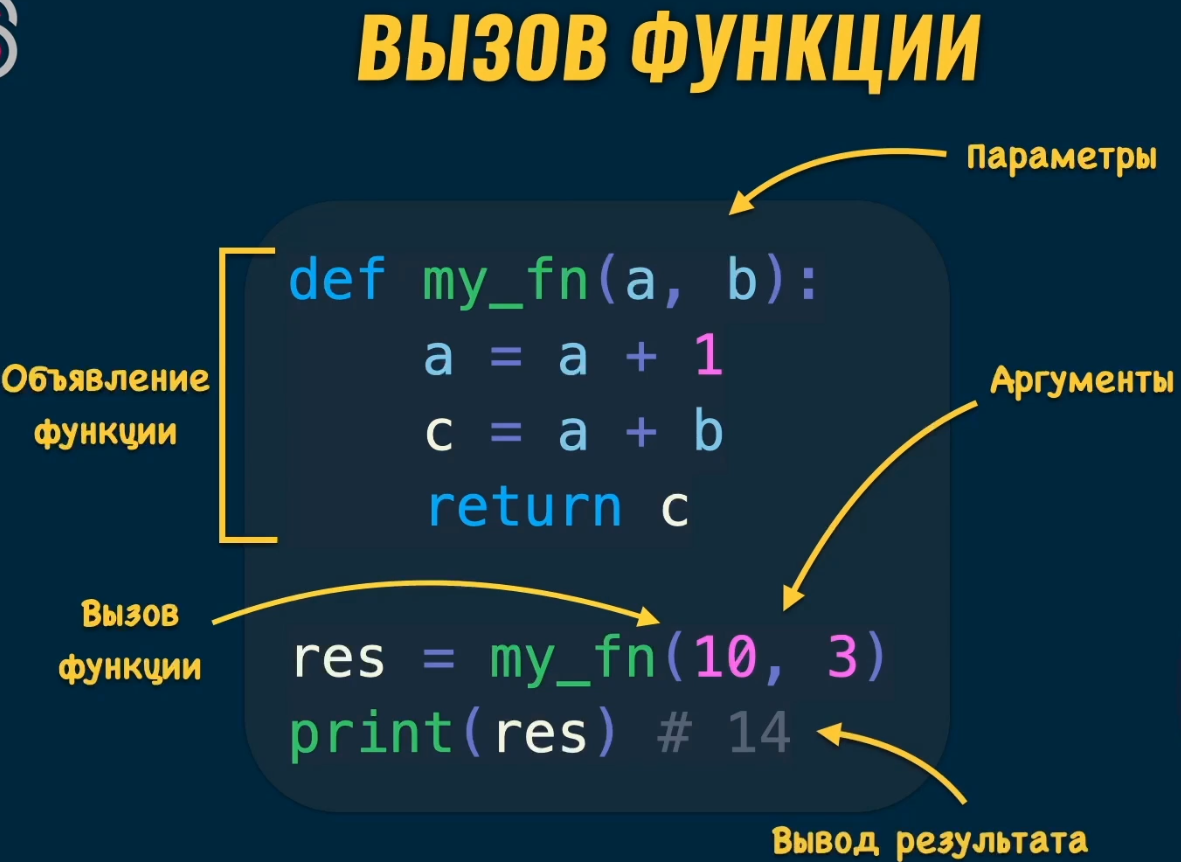 ВЫЗОВ ФУНКЦИИ
Параметры
def my_fn(a, b):
a = a + 1
Объявление
функции
Аргументы
c = a + b
return c
Вызов
функции
res = my_fn(10, 3)
print(res) # 14
Вывод результата